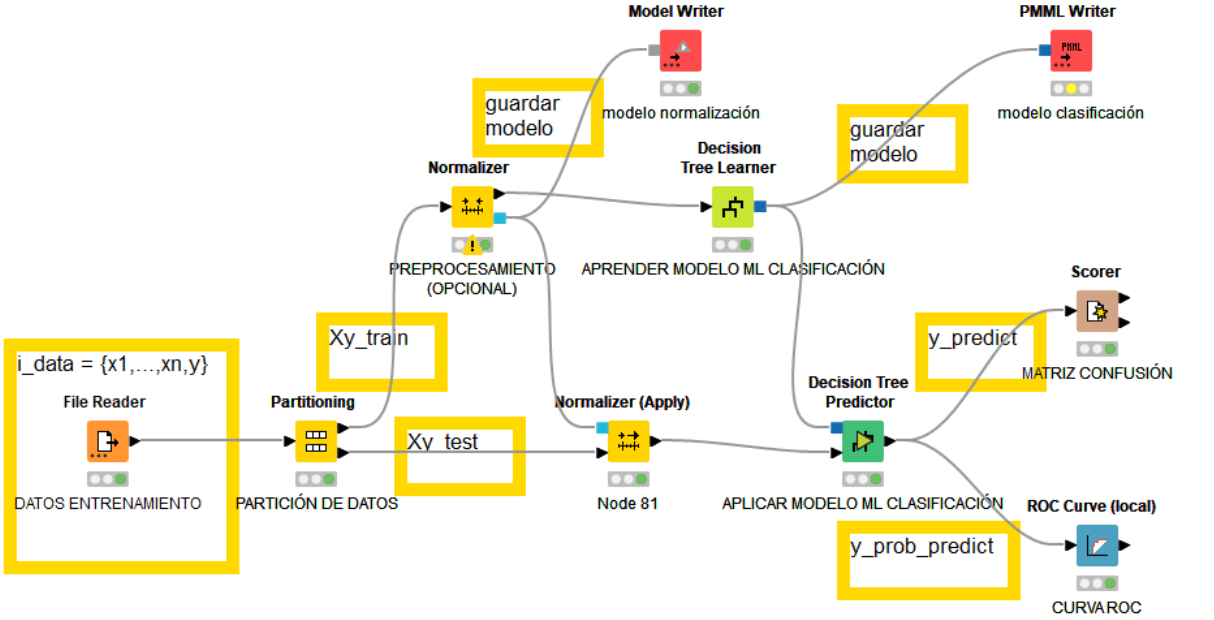 Model Writer
PMML Writer
PMML
modelo normalización
modelo clasificación
guardar
modelo
guardar
modelo
Decision
Tree Learner
Normalizer
PREPROCESAMIENTO
(OPCIONAL)
APRENDER MODELO ML CLASIFICACIÓN
Scorer
MATRIZ CONFUSIÓN
Xy_train
y_predict
i_data = {x1,...,xn,y}
File Reader
Partitioning
Normalizer (Apply)
Decision Tree
Predictor
Xy_test
DATOS ENTRENAMIENTO
PARTICIÓN DE DATOS
Node 81
APLICAR MODELO ML CLASIFICACIÓN
ROC Curve (local)
y_prob_predict
CURVA ROC